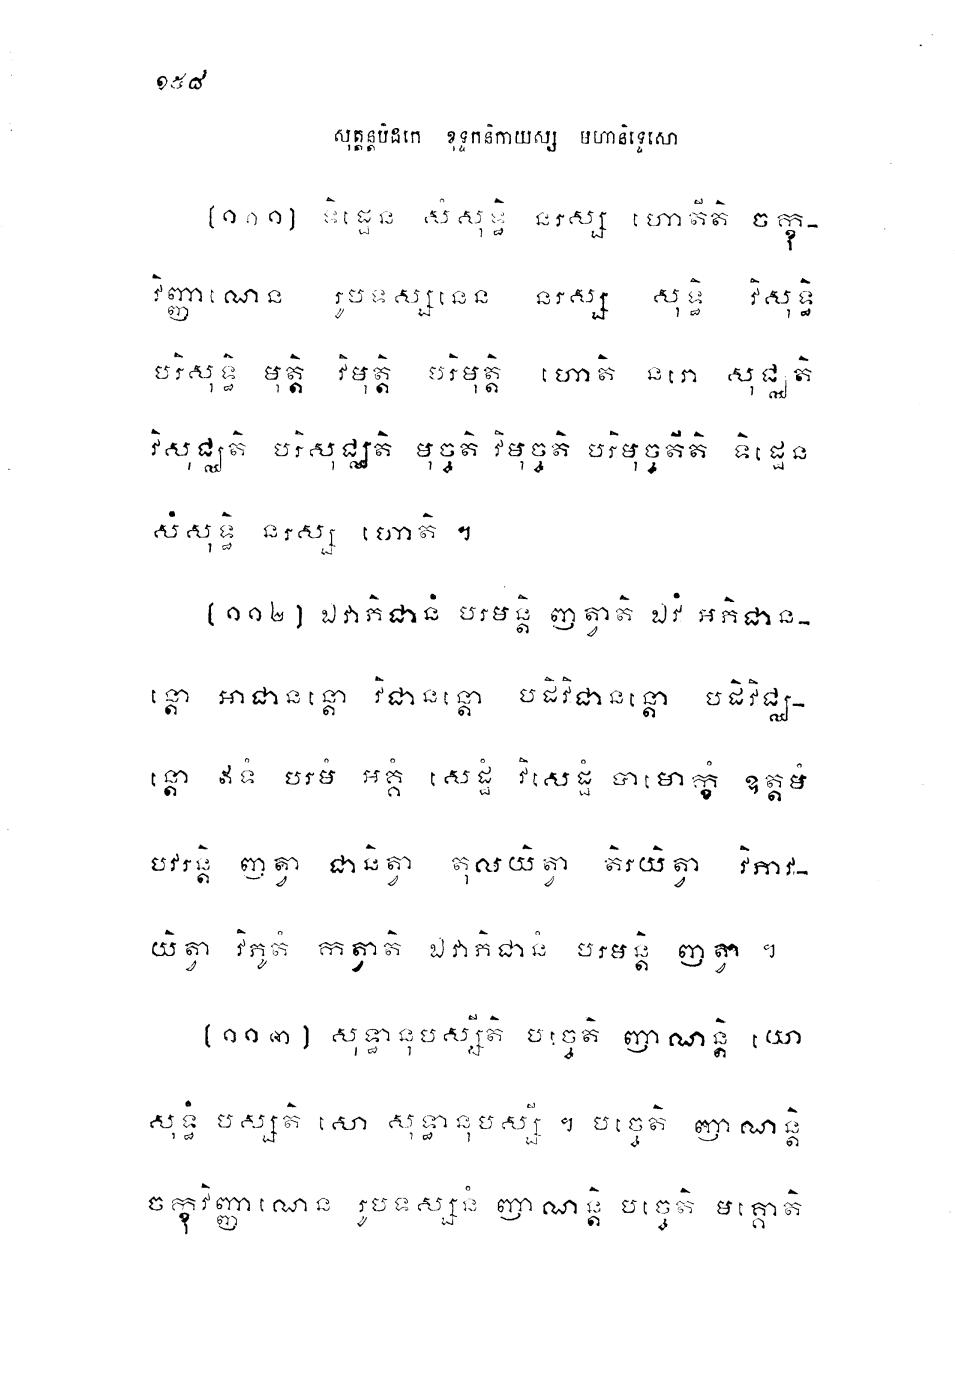 ១៥៨
សុត្តន្តបិដកេ ខុទ្ទកនិកាយស្ស មហានិទ្ទេសោ
(១១១) ទិដ្ឋេន សំសុទ្ធិ នរស្ស ហោតីតិ ចក្ខុ-
វិញ្ញាណេន រូបទស្សនេន នរស្ស សុទ្ធិ វិសុទ្ធិ
បរិសុទ្ធិ មុត្តិ វិមុត្តិ បរិមុត្តិ ហោតិ នរោ សុជ្ឈតិ
វិសុជ្ឈតិ បរិសុជ្ឈតិ មុច្ចតិ វិមុច្ចតិ បរិមុច្ចតីតិ ទិដ្ឋេន
សំសុទ្ធិ នរស្ស ហោតិ ។
(១១២) ឯវាភិជានំ បរមន្តិ ញត្វាតិ ឯវំ អភិជាន-
ន្តោ អាជានន្តោ វិជានន្តោ បដិវិជានន្តោ បដិវិជ្ឈ-
ន្តោ ឥទំ បរមំ អគ្គំ សេដ្ឋំ វិសេដ្ឋំ បាមោក្ខំ ឧត្តមំ
បវរន្តិ ញត្វា ជានិត្វា តុលយិត្វា តិរយិត្វា វិភាវ-
យិត្វា វិភូតំ កត្វាតិ ឯវាភិជានំ បរមន្តិ ញត្វា ។
(១១៣) សុទ្ធានុបស្សីតិ បច្ចេតិ ញាណន្តិ យោ
សុទ្ធំ បស្សតិ សោ សុទ្ធានុបស្សី ។ បច្ចេតិ ញាណន្តិ
ចក្ខុវិញ្ញាណេន រូបទស្សនំ ញាណន្តិ បច្ចេតិ មគ្គោតិ